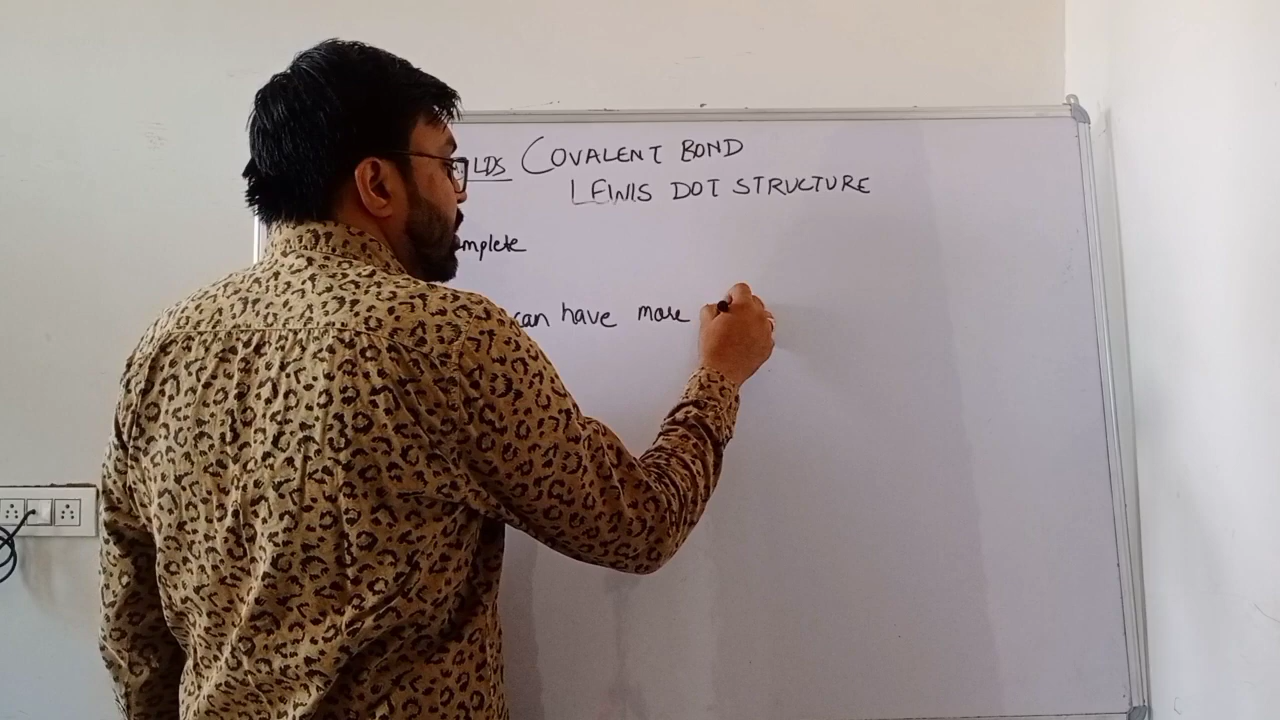 LDS COVALENT BOND
LEWIS DOT STRUCTURE
mplete
can have more